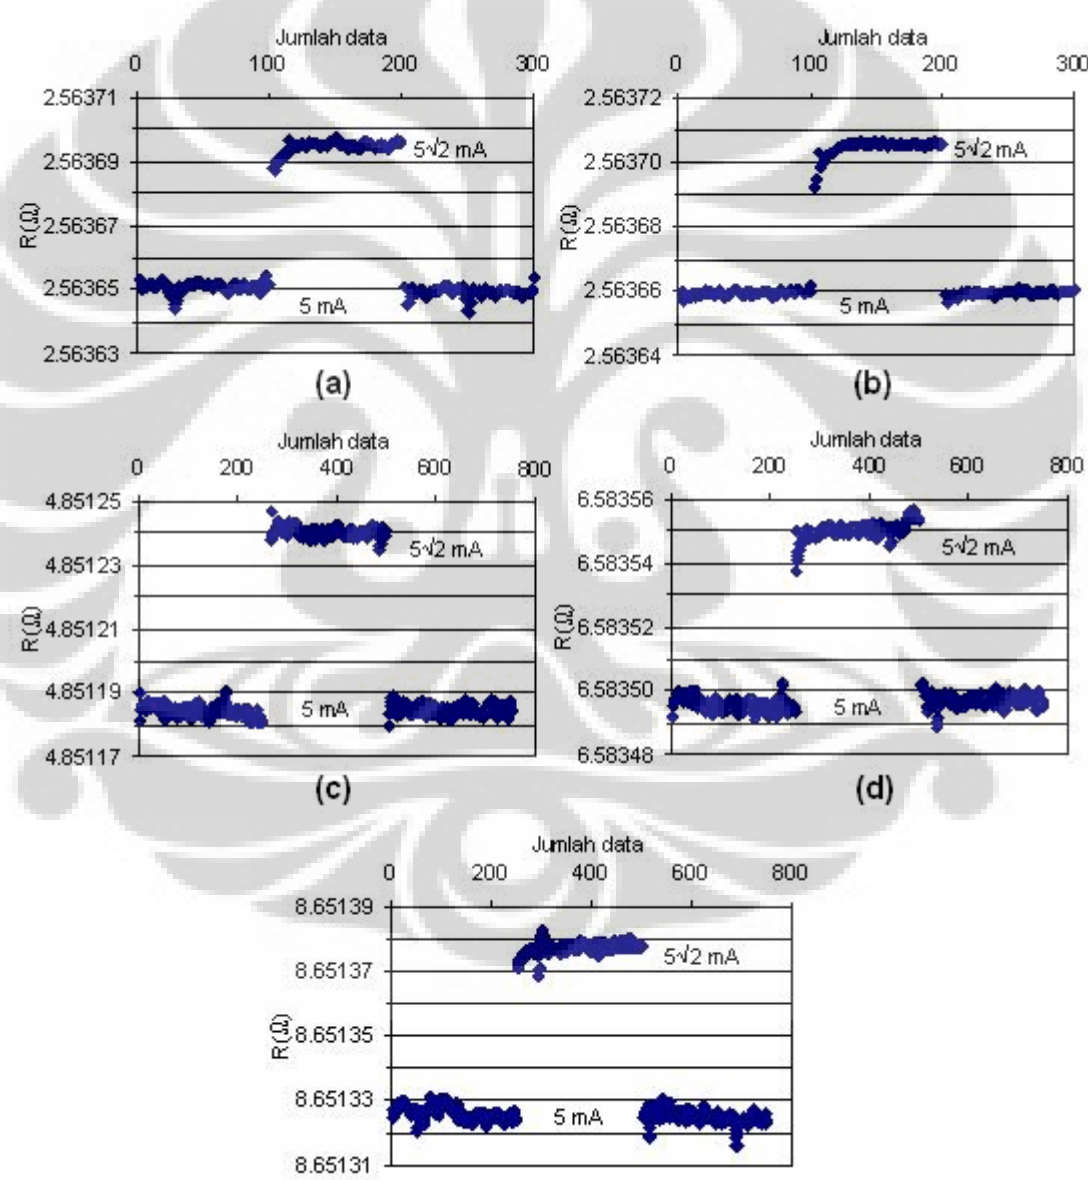 Jumlah data
0 100 200 300
2.56371
2.56369
2.56367
2.56365
2.56363
R(Ω)
5√2 mA
5 mA
(a)
Jumlah data
0 100 200 300
2.56372
2.56370
2.56368
2.56366
2.56364
R(Ω)
5√2 mA
5 mA
(b)
Jumlah data
0 200 400 600 800
4.85125
4.85123
4.85121
4.85119
4.85117
R(Ω)
5√2 mA
5 mA
(c)
Jumlah data
0 200 400 600 800
6.58356
6.58354
6.58352
6.58350
6.58348
R(Ω)
5√2 mA
5 mA
(d)
Jumlah data
0 200 400 600 800
8.65139
8.65137
8.65135
8.65133
8.65131
R(Ω)
5√2 mA
5 mA